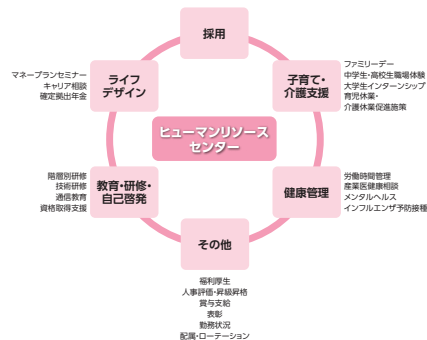 採用
ライフ
デザイン
マネープランセミナー
キャリア相談
確定拠出年金
子育て・
介護支援
ファミリーデー
中学生・高校生職場体験
大学生インターンシップ
育児休業・
介護休業促進施策
ヒューマンリソース
センター
教育・研修・
自己啓発
階層別研修
技術研修
通信教育
資格取得支援
健康管理
労働時間管理
産業医健康相談
メンタルヘルス
インフルエンザ予防接種
その他
福利厚生
人事評価・昇級昇格
賞与支給
表彰
勤務状況
配属・ローテーション